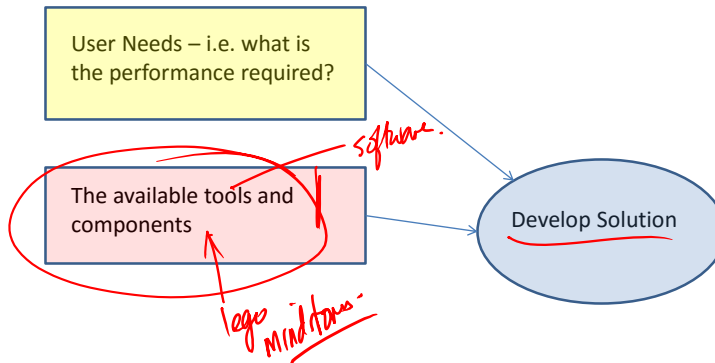 User Needs – i.e. what is
the performance required?
software.
The available tools and
components
Develop Solution
lego
mindstorms.